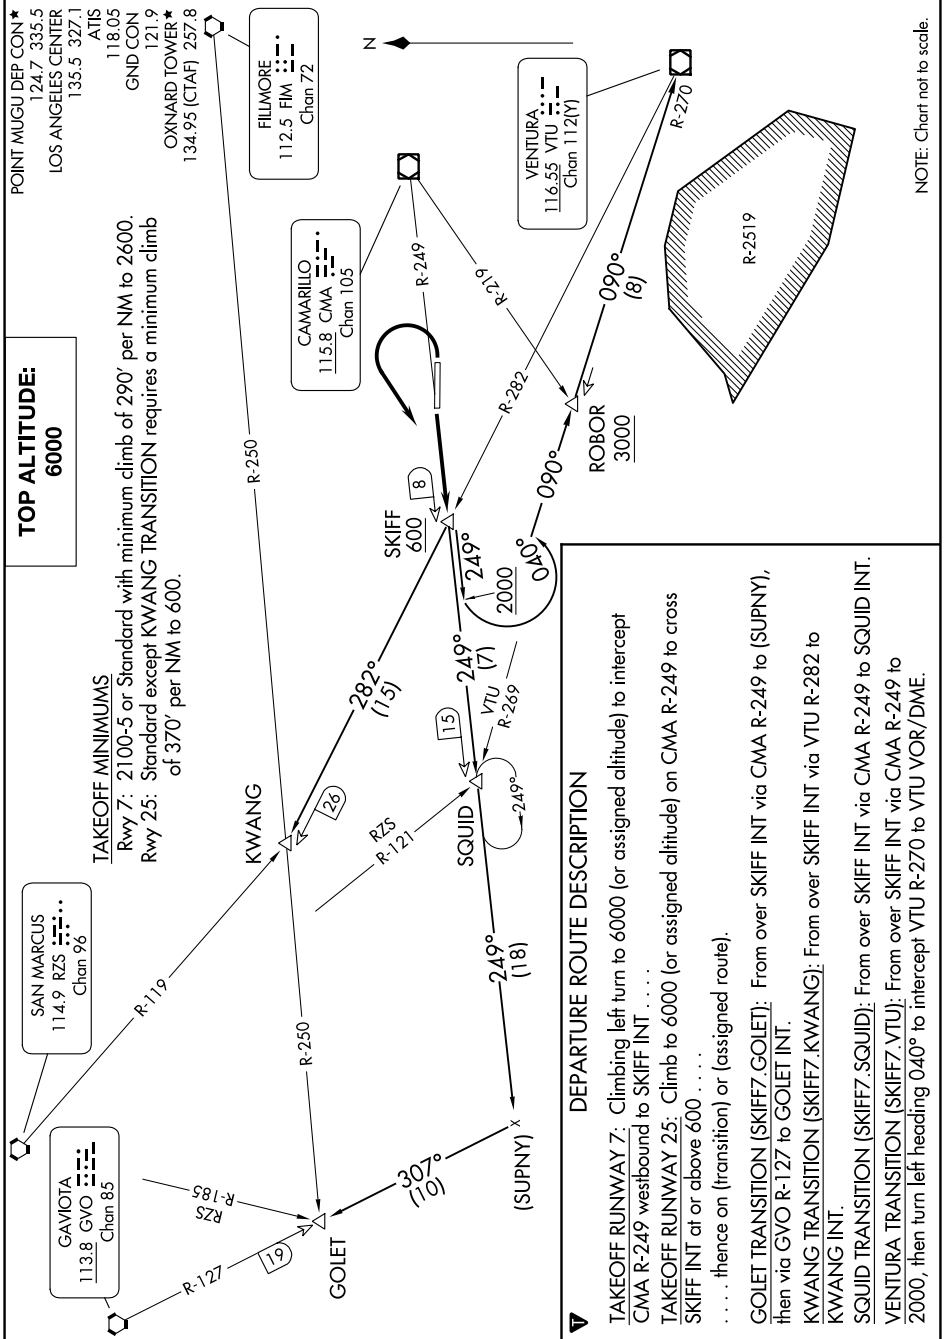 POINT MUGU DEP CON★
124.7 335.5
LOS ANGELES CENTER
135.5 327.1
ATIS
118.05
GND CON
121.9
OXNARD TOWER★
134.95 (CTAF) 257.8
TOP ALTITUDE:
6000
TAKEOFF MINIMUMS
Rwy 7: 2100-5 or Standard with minimum climb of 290' per NM to 2600.
Rwy 25: Standard except KWANG TRANSITION requires a minimum climb
of 370' per NM to 600.
FILLMORE
112.5 FIM
Chan 72
SAN MARCUS
114.9 RZS
Chan 96
GAVIOTA
113.8 GVO
Chan 85
CAMARILLO
115.8 CMA
Chan 105
VENTURA
116.55 VTU
Chan 112(Y)
N
R-250
R-250
R-119
R-127
19
RZS
R-185
GOLET
KWANG
26
282°
(15)
307°
(10)
(SUPNY)
249°
(18)
RZS
R-121
SQUID
15
249°
VTU
R-269
249°
(7)
SKIFF
600
8
249°
2000
040°
090°
ROBOR
3000
090°
(8)
R-249
R-219
R-282
R-270
R-2519
NOTE: Chart not to scale.
T
DEPARTURE ROUTE DESCRIPTION
TAKEOFF RUNWAY 7: Climbing left turn to 6000 (or assigned altitude) to intercept
CMA R-249 westbound to SKIFF INT . . . .
TAKEOFF RUNWAY 25: Climb to 6000 (or assigned altitude) on CMA R-249 to cross
SKIFF INT at or above 600 . . . .
. . . . thence on (transition) or (assigned route).
GOLET TRANSITION (SKIFF7.GOLET): From over SKIFF INT via CMA R-249 to (SUPNY),
then via GVO R-127 to GOLET INT.
KWANG TRANSITION (SKIFF7.KWANG): From over SKIFF INT via VTU R-282 to
KWANG INT.
SQUID TRANSITION (SKIFF7.SQUID): From over SKIFF INT via CMA R-249 to SQUID INT.
VENTURA TRANSITION (SKIFF7.VTU): From over SKIFF INT via CMA R-249 to
2000, then turn left heading 040° to intercept VTU R-270 to VTU VOR/DME.